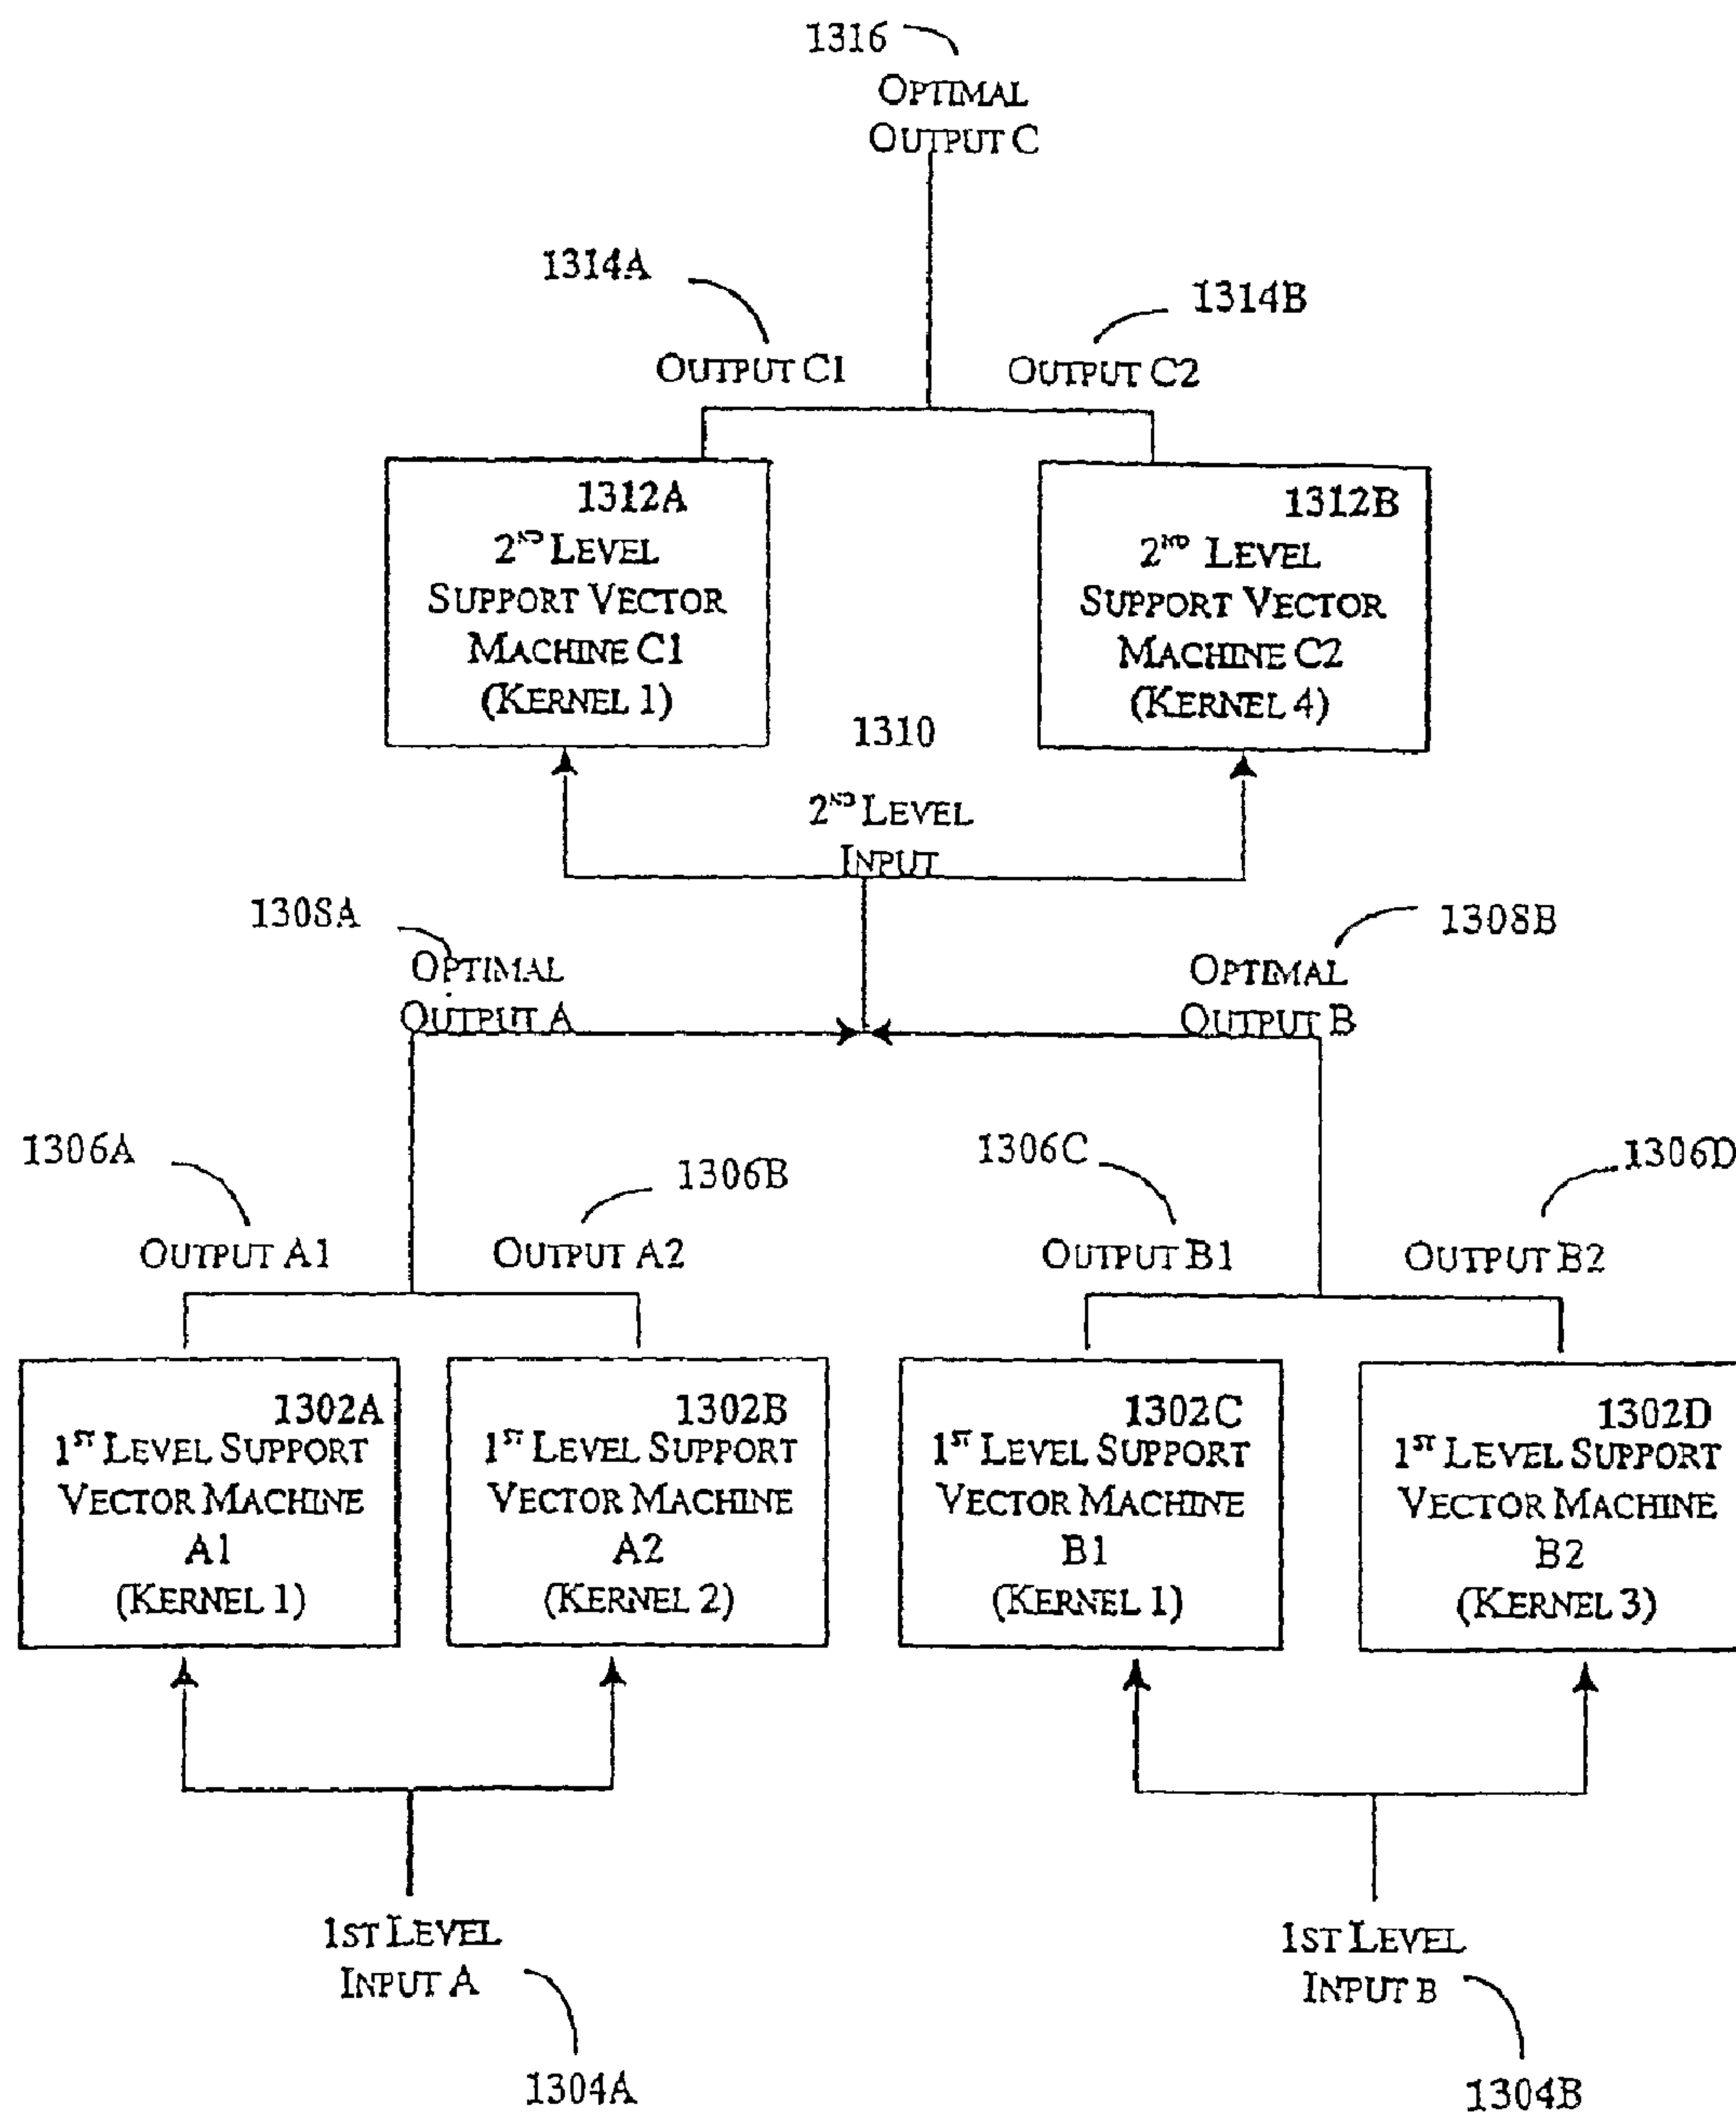 1316
OPTIMAL
OUTPUT C
1314A
1314B
OUTPUT C1
OUTPUT C2
1312A
2ND LEVEL
SUPPORT VECTOR
MACHINE C1
(KERNEL 1)
1312B
2ND LEVEL
SUPPORT VECTOR
MACHINE C2
(KERNEL 4)
1310
2ND LEVEL
INPUT
1308A
OPTIMAL
OUTPUT A
1308B
OPTIMAL
OUTPUT B
1306A
1306B
1306C
1306D
OUTPUT A1
OUTPUT A2
OUTPUT B1
OUTPUT B2
1302A
1ST LEVEL SUPPORT
VECTOR MACHINE
A1
(KERNEL 1)
1302B
1ST LEVEL SUPPORT
VECTOR MACHINE
A2
(KERNEL 2)
1302C
1ST LEVEL SUPPORT
VECTOR MACHINE
B1
(KERNEL 1)
1302D
1ST LEVEL SUPPORT
VECTOR MACHINE
B2
(KERNEL 3)
1ST LEVEL
INPUT A
1304A
1ST LEVEL
INPUT B
1304B